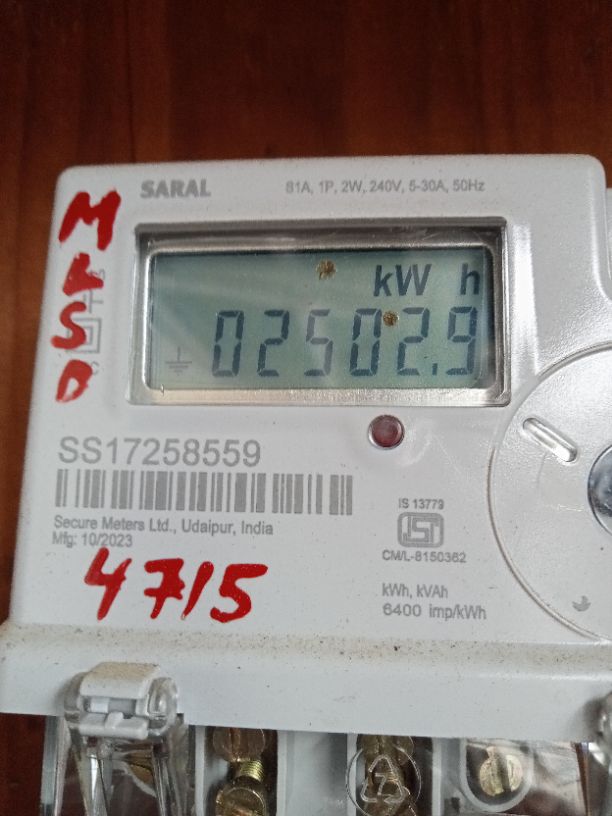 SARAL
S1A, 1P, 2W, 240V, 5-30A, 50Hz
kW h
02502.9
SS17258559
Secure Meters Ltd., Udaipur, India
Mfg: 10/2023
IS 13779
ISI
CM/L-8150362
kWh, kVAh
6400 imp/kWh
4715